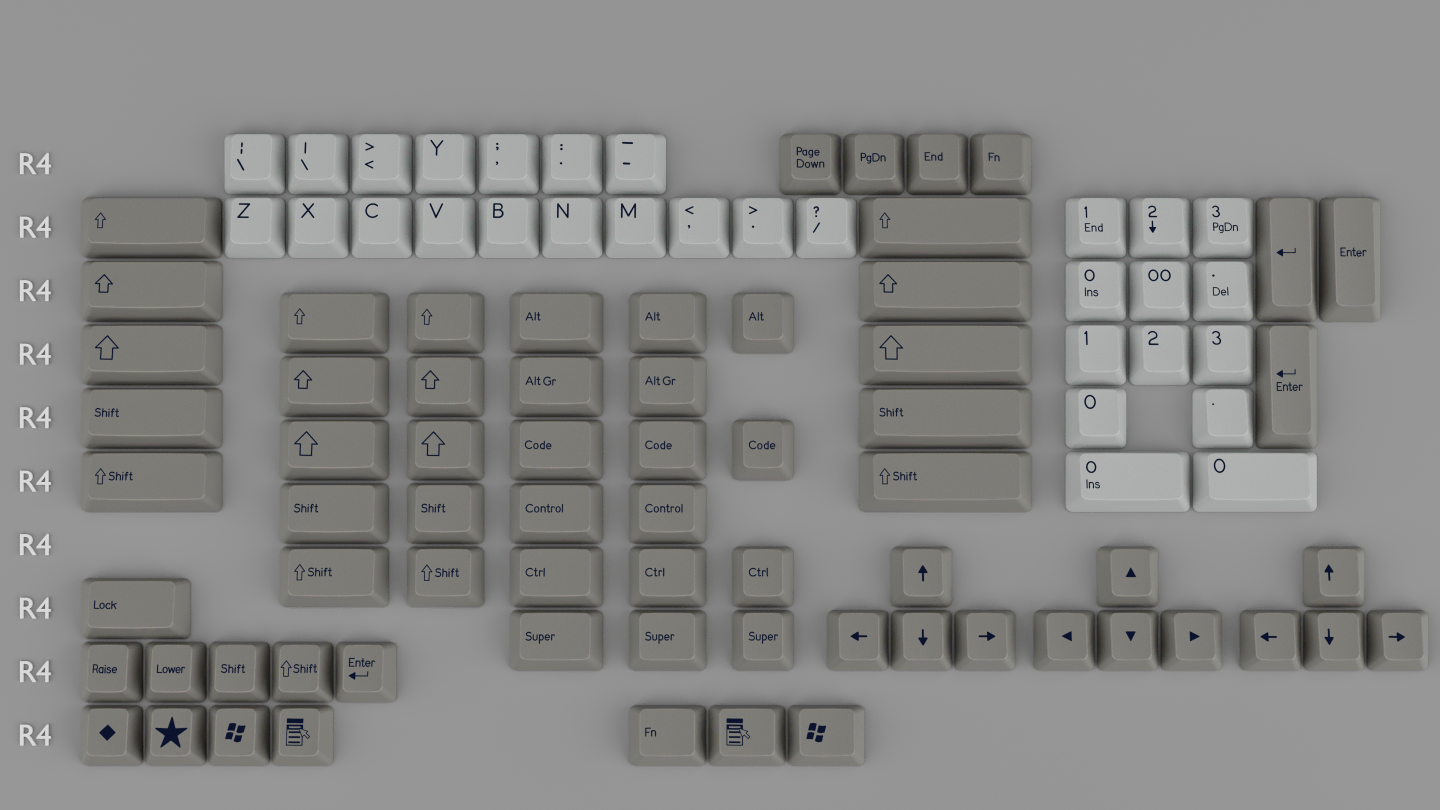 R4
¦ | > Y ; : —
\ \ < , . -
Page
Down
PgDn End Fn
R4
⇧ Z X C V B N M < > ? ⇧
, . /
1 2 3
End ↓ PgDn
↵ Enter
R4
⇧ ⇧
0 00 .
Ins Del
⇧ ⇧ Alt Alt Alt
R4
⇧ ⇧
1 2 3
↵
Enter
⇧ ⇧ Alt Gr Alt Gr
R4
Shift Shift
0 .
⇧ ⇧ Code Code Code
R4
⇧Shift ⇧Shift
0 0
Ins
Shift Shift Control Control
R4
⇧Shift ⇧Shift Ctrl Ctrl Ctrl ↑ ▲ ↑
R4
Lock
Super Super Super ← ↓ → ◀ ▼ ▶ ← ↓ →
R4
Raise Lower Shift ⇧Shift Enter
↵
R4
◆ ★ Fn